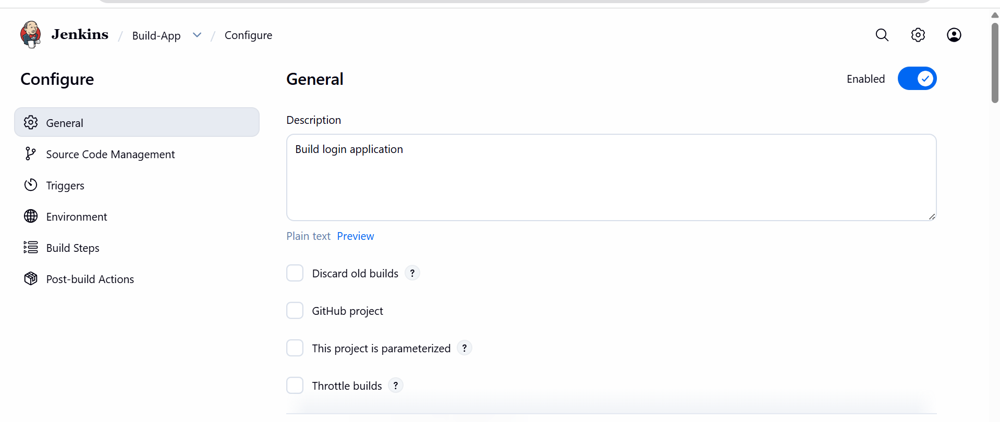 Jenkins / Build-App / Configure
Configure
General
Source Code Management
Triggers
Environment
Build Steps
Post-build Actions
General
Enabled
Description
Build login application
Plain text Preview
Discard old builds ?
GitHub project
This project is parameterized ?
Throttle builds ?